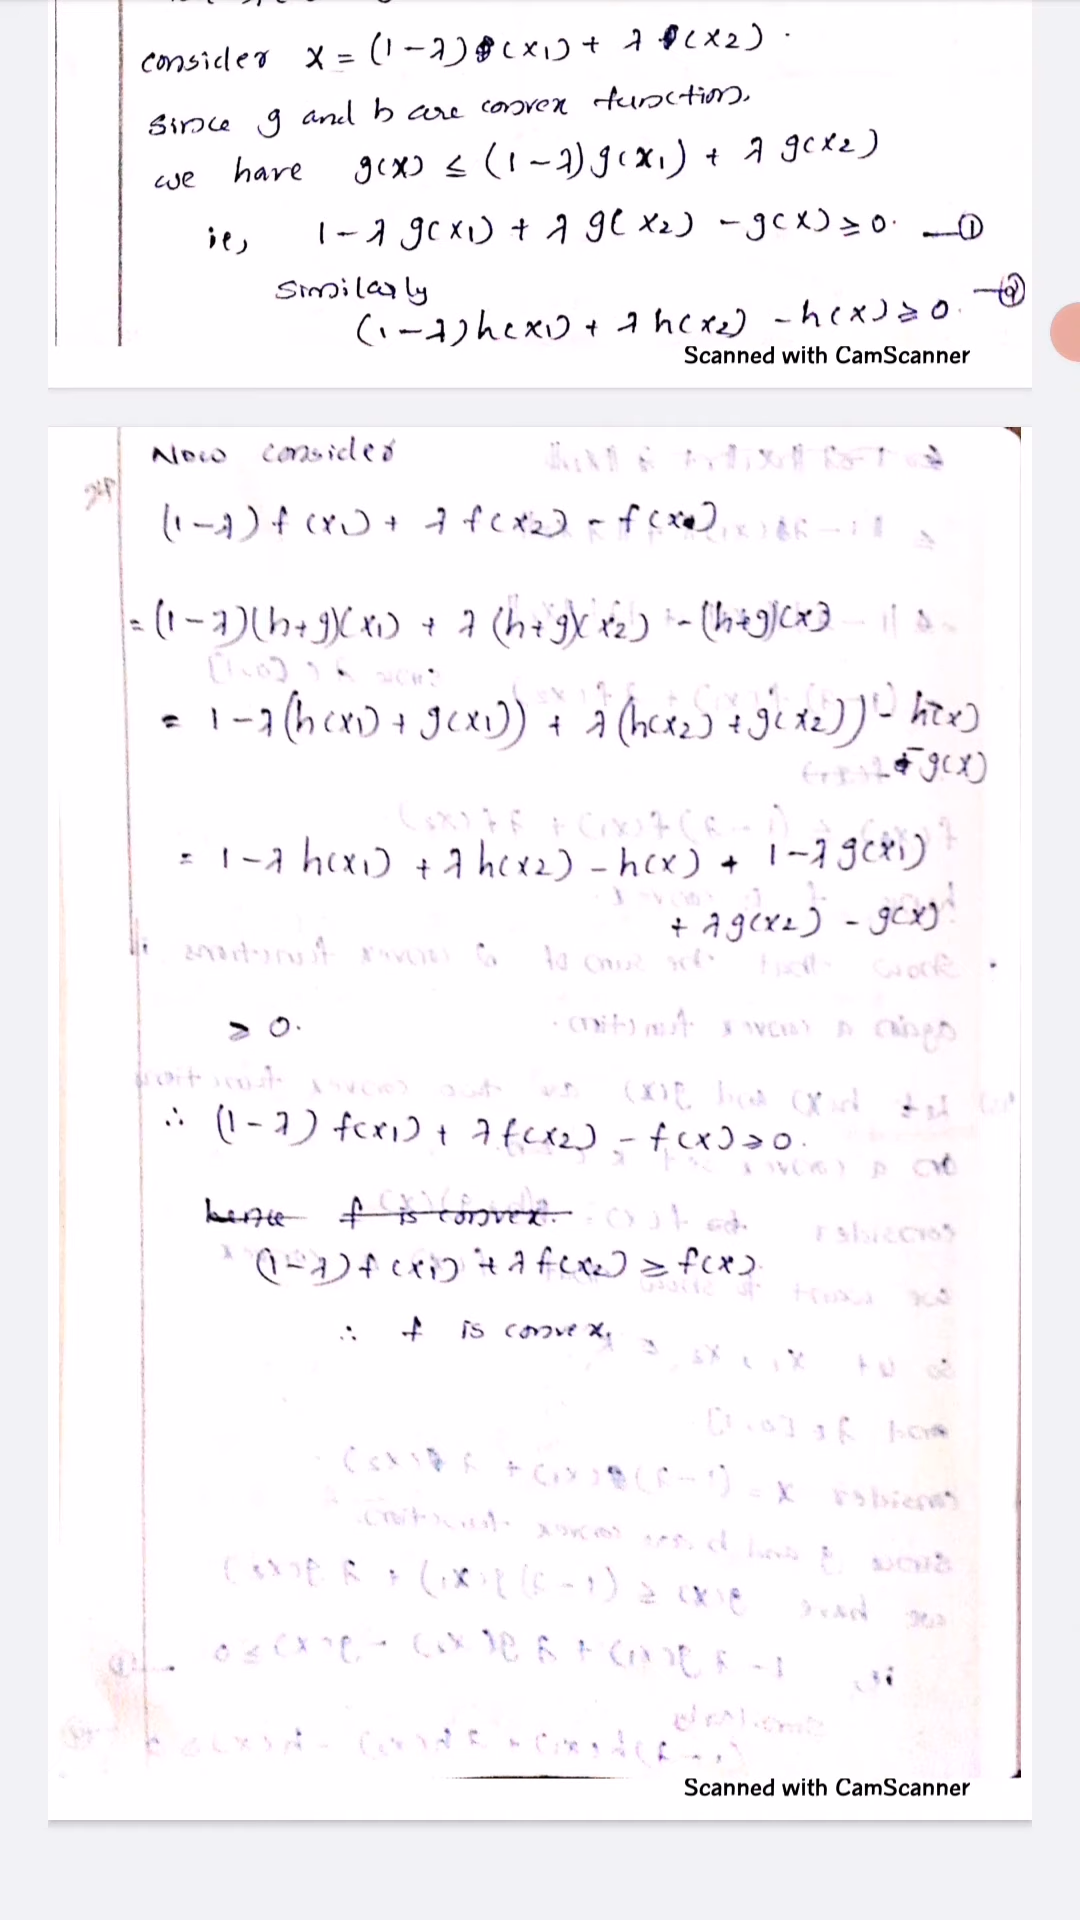 consider x = (1-λ)(x₁) + λ(x₂).
since g and h are convex function.
we have g(x) ≤ (1-λ)g(x₁) + λ g(x₂)
ie, 1-λ g(x₁) + λ g(x₂) - g(x) ≥ 0. —①
Similarly
(1-λ)h(x₁) + λ h(x₂) - h(x) ≥ 0. —②
Scanned with CamScanner
Now consider
(1-λ) f(x₁) + λ f(x₂) - f(x)
= (1-λ)(h+g)(x₁) + λ (h+g)(x₂) - (h+g)(x)
= 1-λ(h(x₁) + g(x₁)) + λ(h(x₂) + g(x₂)) - h(x)
- g(x)
= 1-λ h(x₁) + λ h(x₂) - h(x) + 1-λ g(x₁)
+ λ g(x₂) - g(x)
≥ 0.
∴ (1-λ) f(x₁) + λ f(x₂) - f(x) ≥ 0.
hence f is convex.
(1-λ) f(x₁) + λ f(x₂) ≥ f(x)
∴ f is convex,
Scanned with CamScanner